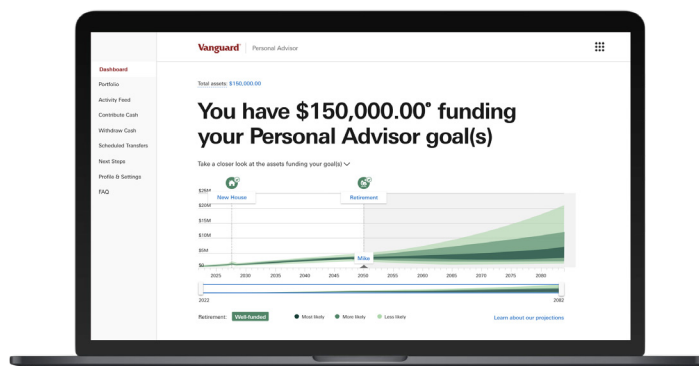 Vanguard® Personal Advisor
Dashboard
Portfolio
Activity Feed
Contribute Cash
Withdraw Cash
Scheduled Transfers
Next Steps
Profile & Settings
FAQ
Total assets: $150,000.00
You have $150,000.00* funding
your Personal Advisor goal(s)
Take a closer look at the assets funding your goal(s)
New House
Retirement
$25M
$20M
$15M
$10M
$5M
$0
Mike
2025 2030 2035 2040 2045 2050 2055 2060 2065 2070 2075 2080
2022 2082
Retirement: Well-funded Most likely More likely Less likely Learn about our projections